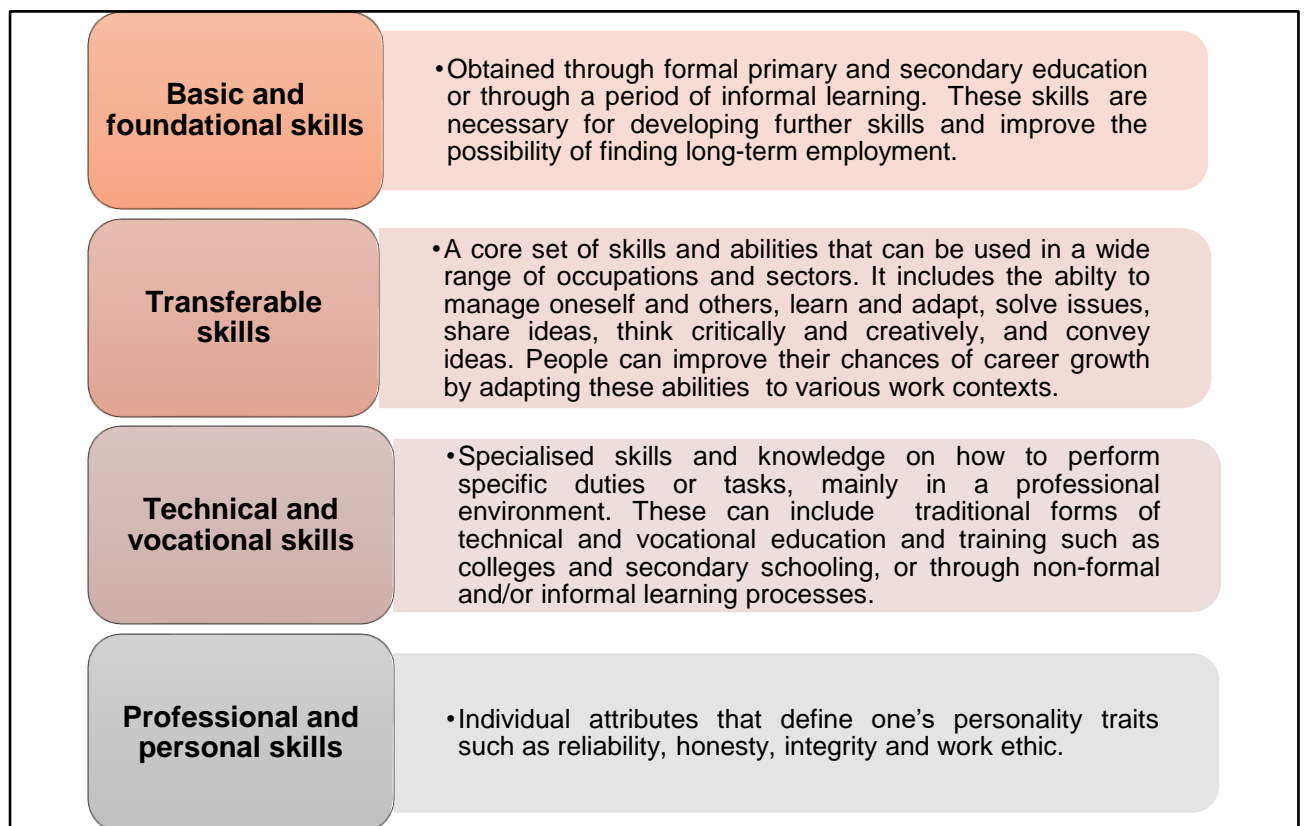 Basic and
foundational skills
•Obtained through formal primary and secondary education
or through a period of informal learning. These skills are
necessary for developing further skills and improve the
possibility of finding long-term employment.
Transferable
skills
•A core set of skills and abilities that can be used in a wide
range of occupations and sectors. It includes the abilty to
manage oneself and others, learn and adapt, solve issues,
share ideas, think critically and creatively, and convey
ideas. People can improve their chances of career growth
by adapting these abilities to various work contexts.
Technical and
vocational skills
•Specialised skills and knowledge on how to perform
specific duties or tasks, mainly in a professional
environment. These can include traditional forms of
technical and vocational education and training such as
colleges and secondary schooling, or through non-formal
and/or informal learning processes.
Professional and
personal skills
•Individual attributes that define one's personality traits
such as reliability, honesty, integrity and work ethic.